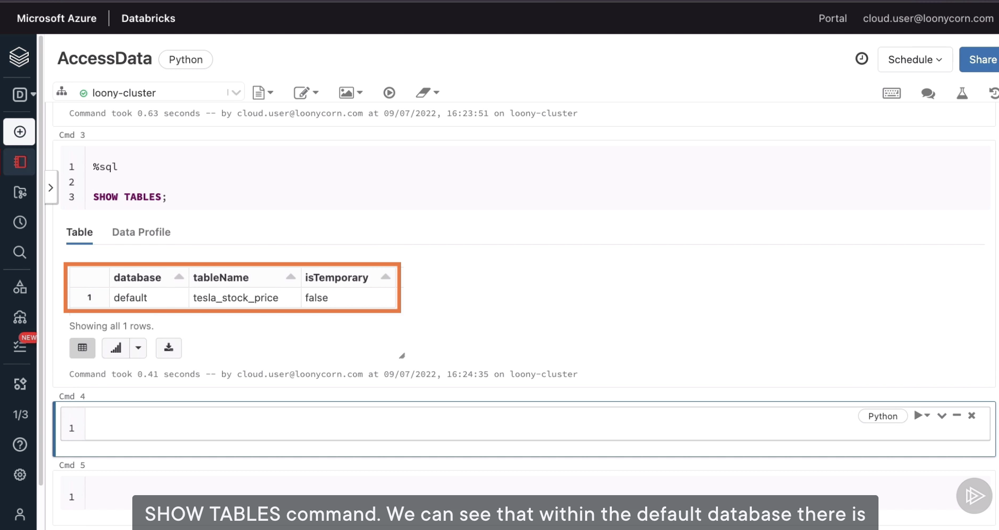 Microsoft Azure Databricks Portal cloud.user@loonycorn.com
AccessData Python Schedule Share
D loony-cluster
Command took 0.63 seconds -- by cloud.user@loonycorn.com at 09/07/2022, 16:23:51 on loony-cluster
Cmd 3
1 %sql
2
3 SHOW TABLES;
Table Data Profile
database tableName isTemporary
1 default tesla_stock_price false
Showing all 1 rows.
NEW
Command took 0.41 seconds -- by cloud.user@loonycorn.com at 09/07/2022, 16:24:35 on loony-cluster
Cmd 4
1/3
Python
1
Cmd 5
1
SHOW TABLES command. We can see that within the default database there is